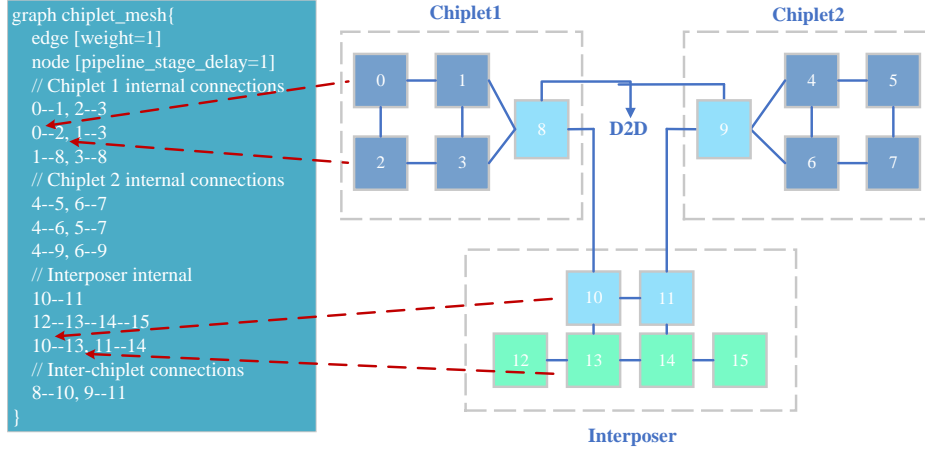 graph chiplet_mesh{
edge [weight=1]
node [pipeline_stage_delay=1]
// Chiplet 1 internal connections
0--1, 2--3
0--2, 1--3
1--8, 3--8
// Chiplet 2 internal connections
4--5, 6--7
4--6, 5--7
4--9, 6--9
// Interposer internal
10--11
12--13--14--15
10--13, 11--14
// Inter-chiplet connections
8--10, 9--11
}
Chiplet1
Chiplet2
0
1
4
5
8
D2D
9
2
3
6
7
10
11
12
13
14
15
Interposer